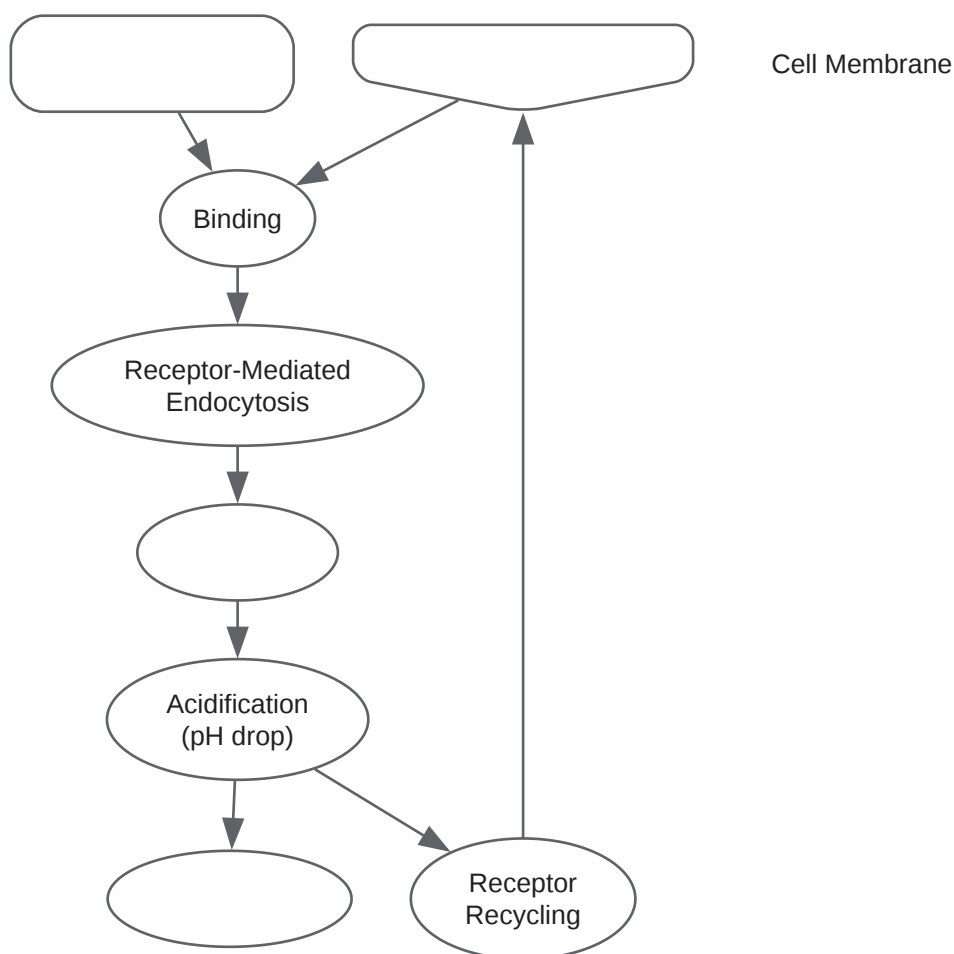 Cell Membrane
Binding
Receptor-Mediated
Endocytosis
Acidification
(pH drop)
Receptor
Recycling